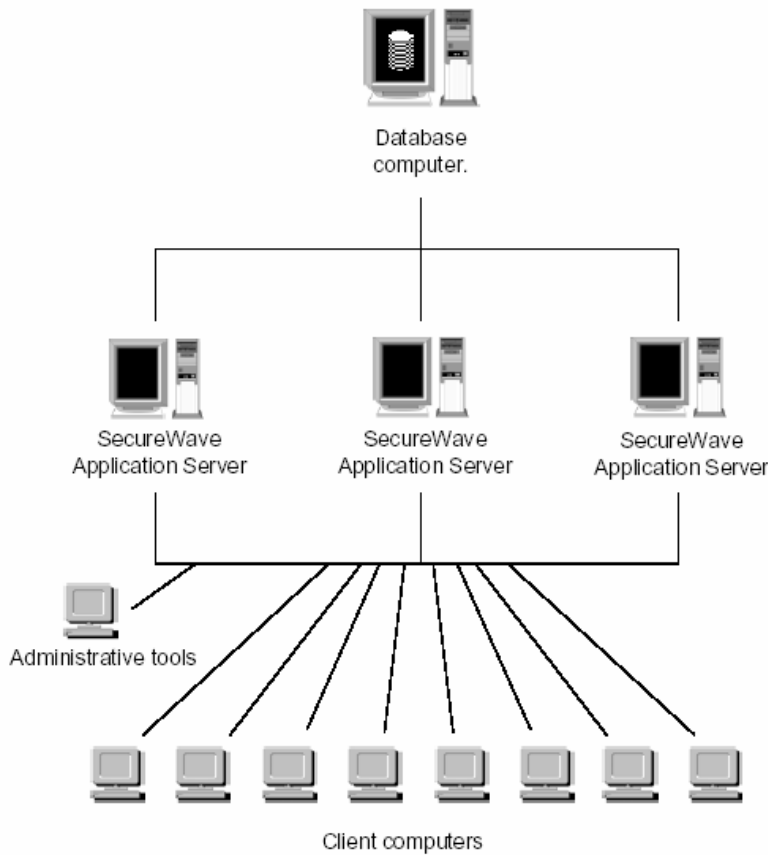 Database
computer.
SecureWave
Application Server
SecureWave
Application Server
SecureWave
Application Server
Administrative tools
Client computers